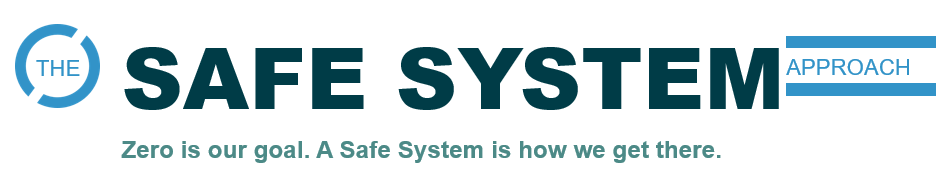 THE SAFE SYSTEM APPROACH
Zero is our goal. A Safe System is how we get there.